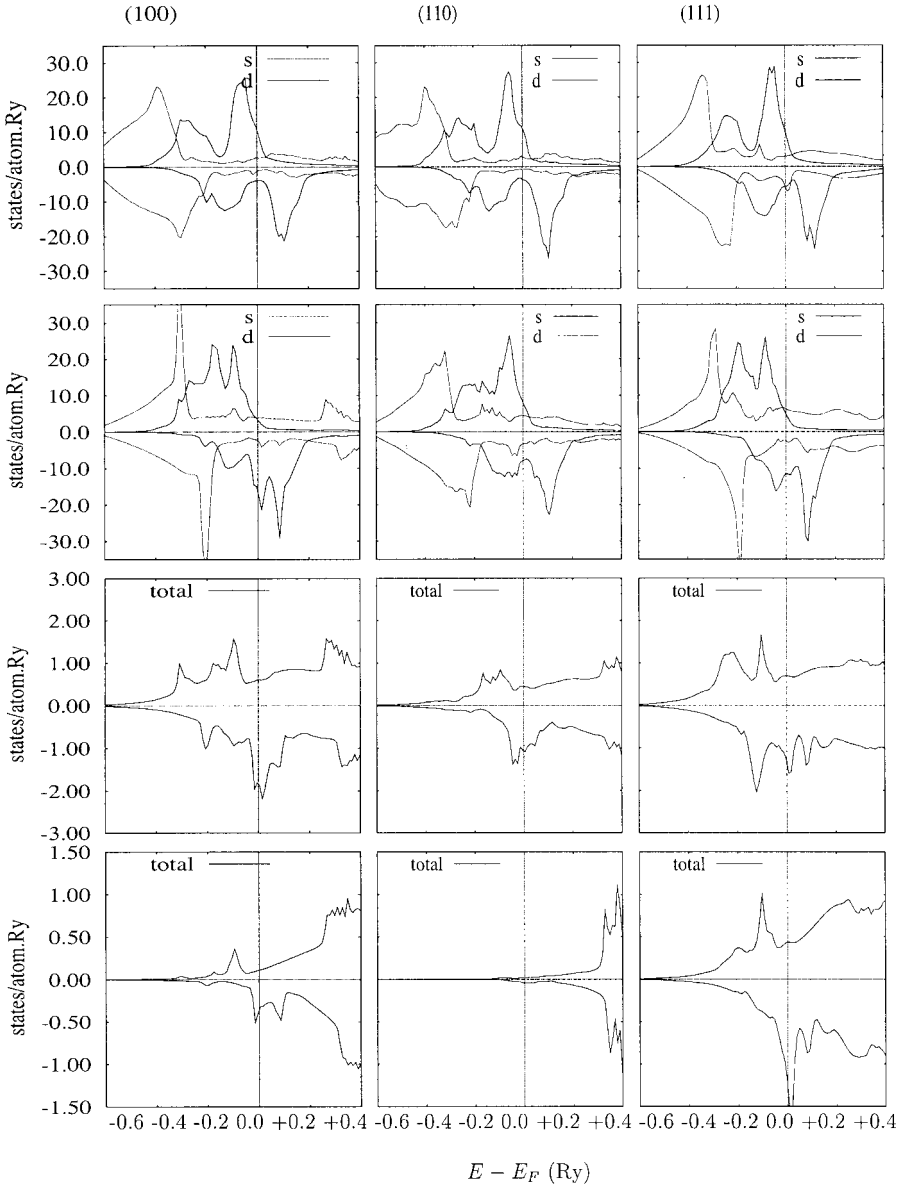 (100) (110) (111)
states/atom.Ry
30.0
20.0
10.0
0.0
-10.0
-20.0
-30.0
s
d
s
d
s
d
states/atom.Ry
30.0
20.0
10.0
0.0
-10.0
-20.0
-30.0
s
d
s
d
s
d
states/atom.Ry
3.00
2.00
1.00
0.00
-1.00
-2.00
-3.00
total
total
total
states/atom.Ry
1.50
1.00
0.50
0.00
-0.50
-1.00
-1.50
total
total
total
-0.6 -0.4 -0.2 0.0 +0.2 +0.4
-0.6 -0.4 -0.2 0.0 +0.2 +0.4
-0.6 -0.4 -0.2 0.0 +0.2 +0.4
E − E_F (Ry)